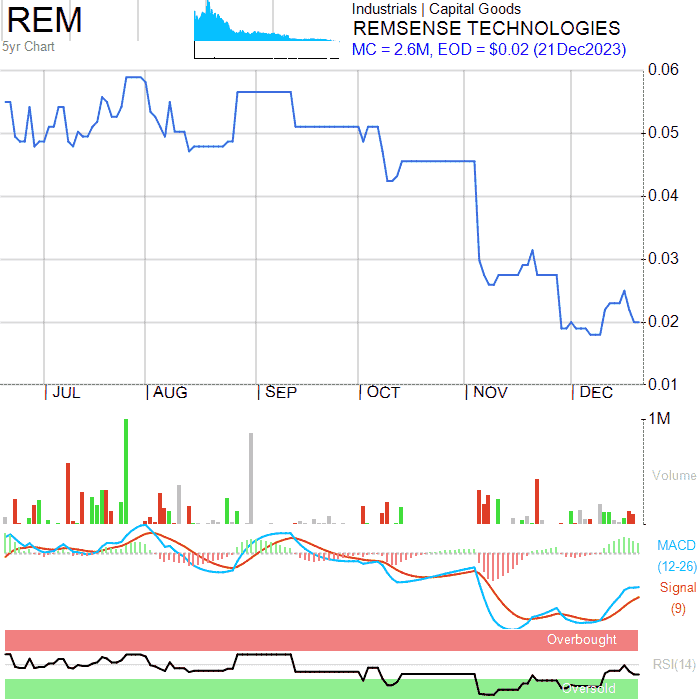 REM
5yr Chart
Industrials | Capital Goods
REMSENSE TECHNOLOGIES
MC = 2.6M, EOD = $0.02 (21Dec2023)
0.06
0.05
0.04
0.03
0.02
0.01
JUL AUG SEP OCT NOV DEC
1M
Volume
MACD
(12-26)
Signal
(9)
Overbought
RSI(14)
Oversold